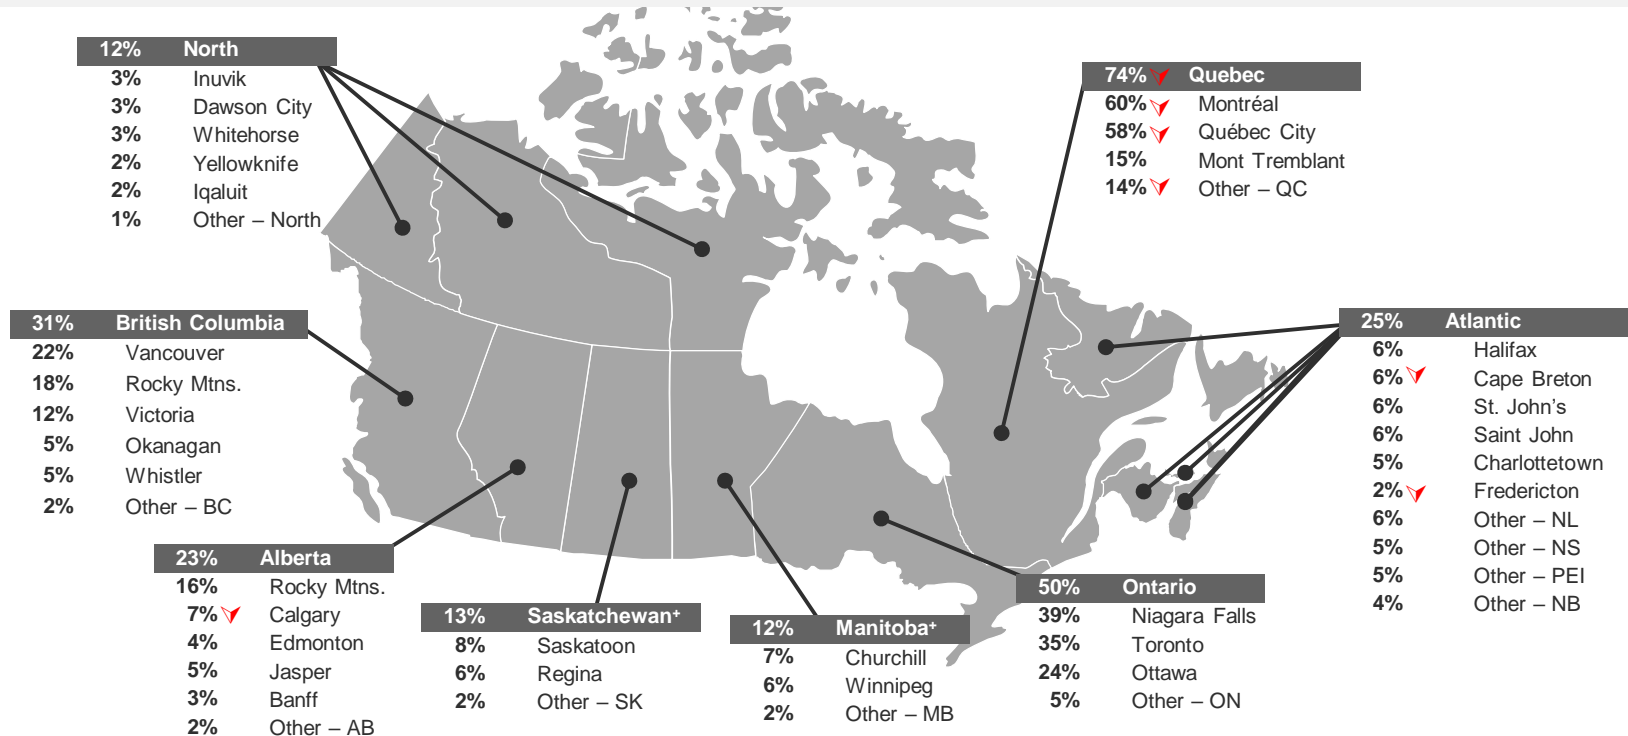 12% North
3% Inuvik
3% Dawson City
3% Whitehorse
2% Yellowknife
2% Iqaluit
1% Other – North
74% Quebec
60% Montréal
58% Québec City
15% Mont Tremblant
14% Other – QC
31% British Columbia
22% Vancouver
18% Rocky Mtns.
12% Victoria
5% Okanagan
5% Whistler
2% Other – BC
25% Atlantic
6% Halifax
6% Cape Breton
6% St. John’s
6% Saint John
5% Charlottetown
2% Fredericton
6% Other – NL
5% Other – NS
5% Other – PEI
4% Other – NB
23% Alberta
16% Rocky Mtns.
7% Calgary
4% Edmonton
5% Jasper
3% Banff
2% Other – AB
13% Saskatchewan+
8% Saskatoon
6% Regina
2% Other – SK
12% Manitoba+
7% Churchill
6% Winnipeg
2% Other – MB
50% Ontario
39% Niagara Falls
35% Toronto
24% Ottawa
5% Other – ON